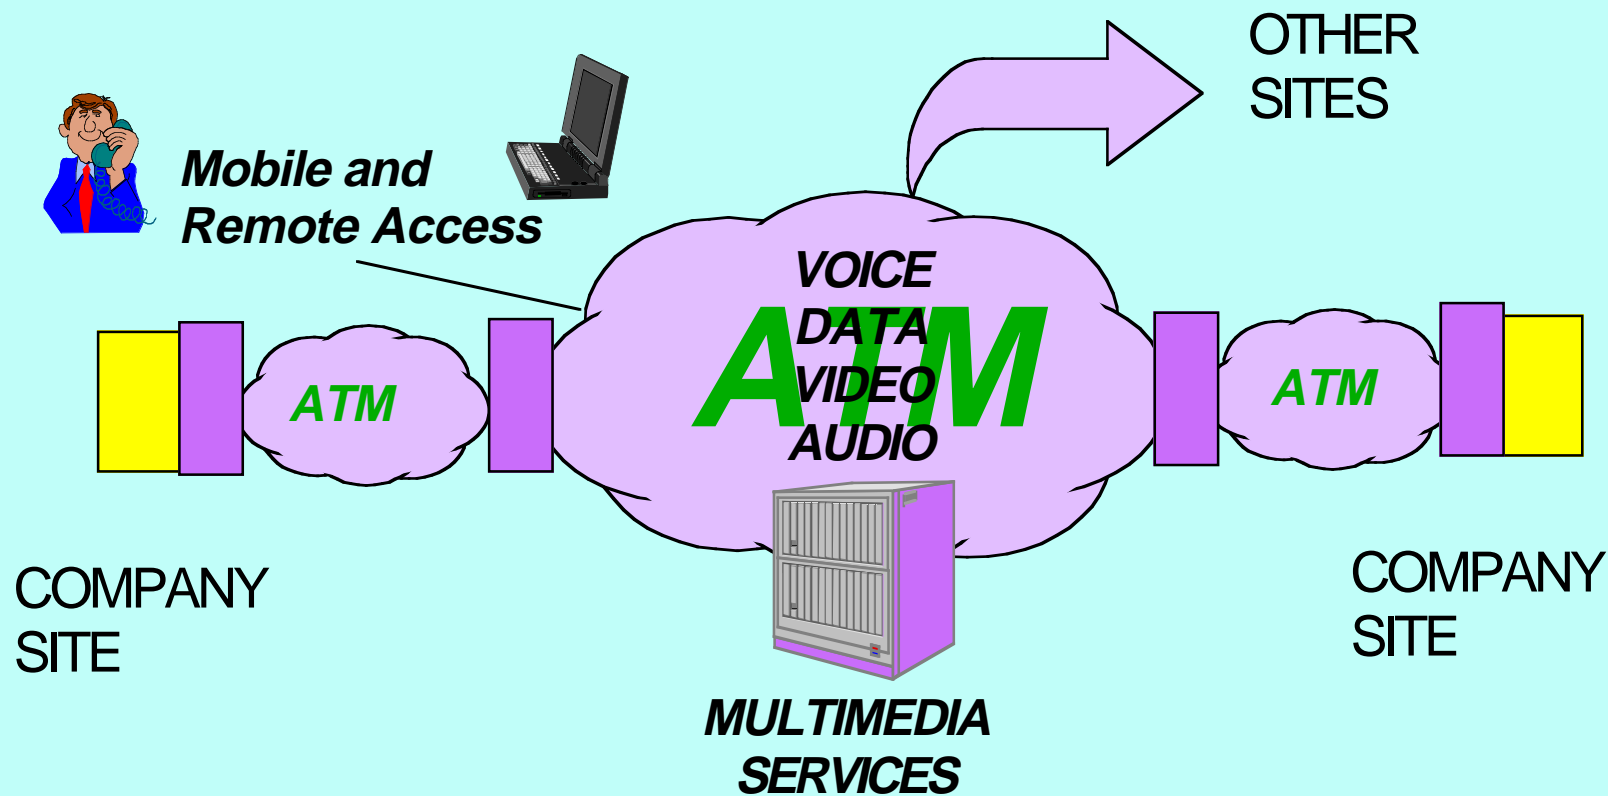 OTHER
SITES
Mobile and
Remote Access
VOICE
DATA
VIDEO
AUDIO
ATM
ATM
ATM
COMPANY
SITE
COMPANY
SITE
MULTIMEDIA
SERVICES